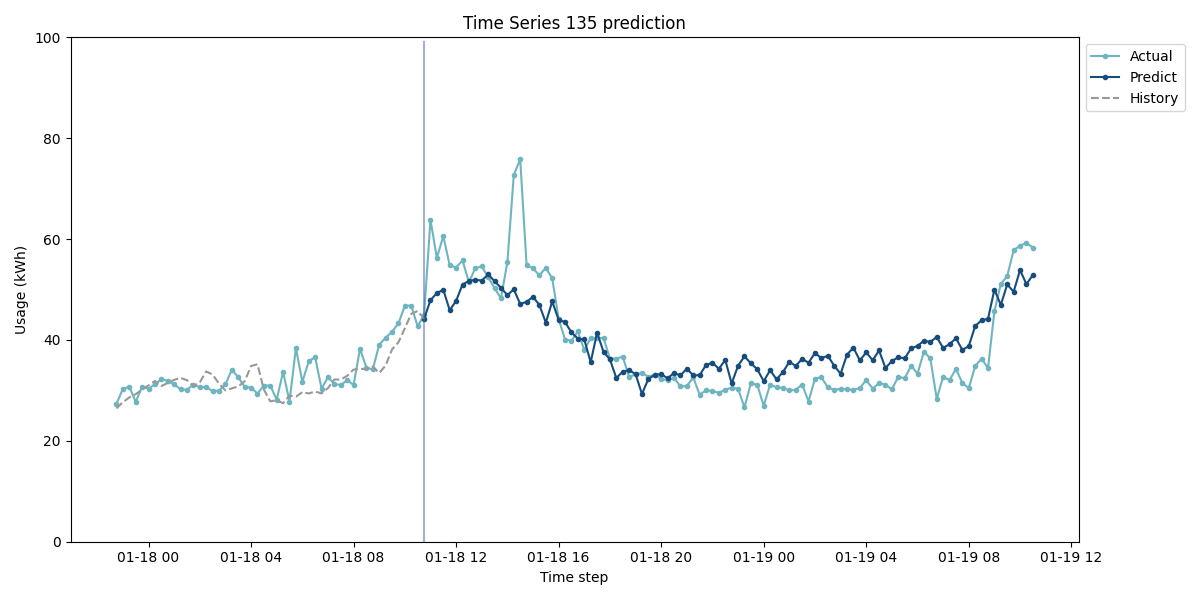 Time Series 135 prediction
100
80
60
40
20
0
Usage (kWh)
01-18 00 01-18 04 01-18 08 01-18 12 01-18 16 01-18 20 01-19 00 01-19 04 01-19 08 01-19 12
Time step
Actual
Predict
History